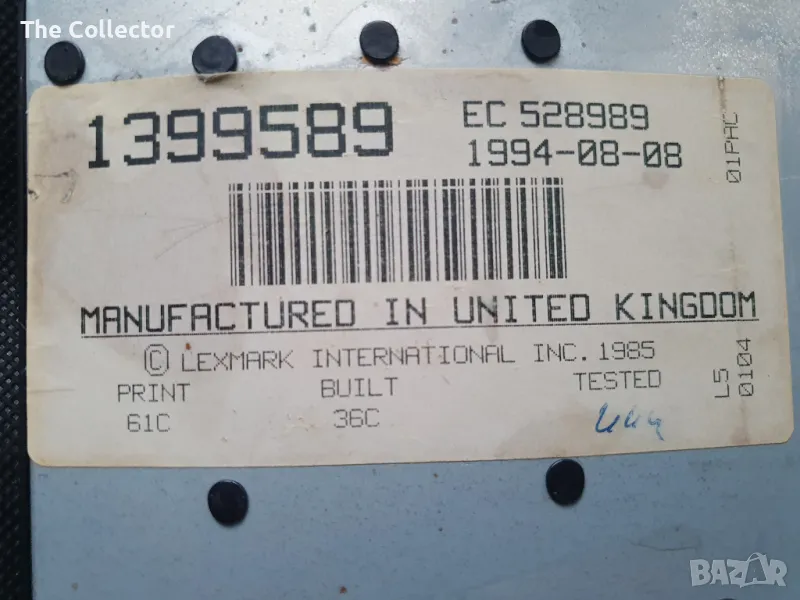 The Collector
1399589
EC 528989
1994-08-08
01PAC
MANUFACTURED IN UNITED KINGDOM
© LEXMARK INTERNATIONAL INC. 1985
PRINT BUILT TESTED
61C 36C
L5
0104
BAZAR